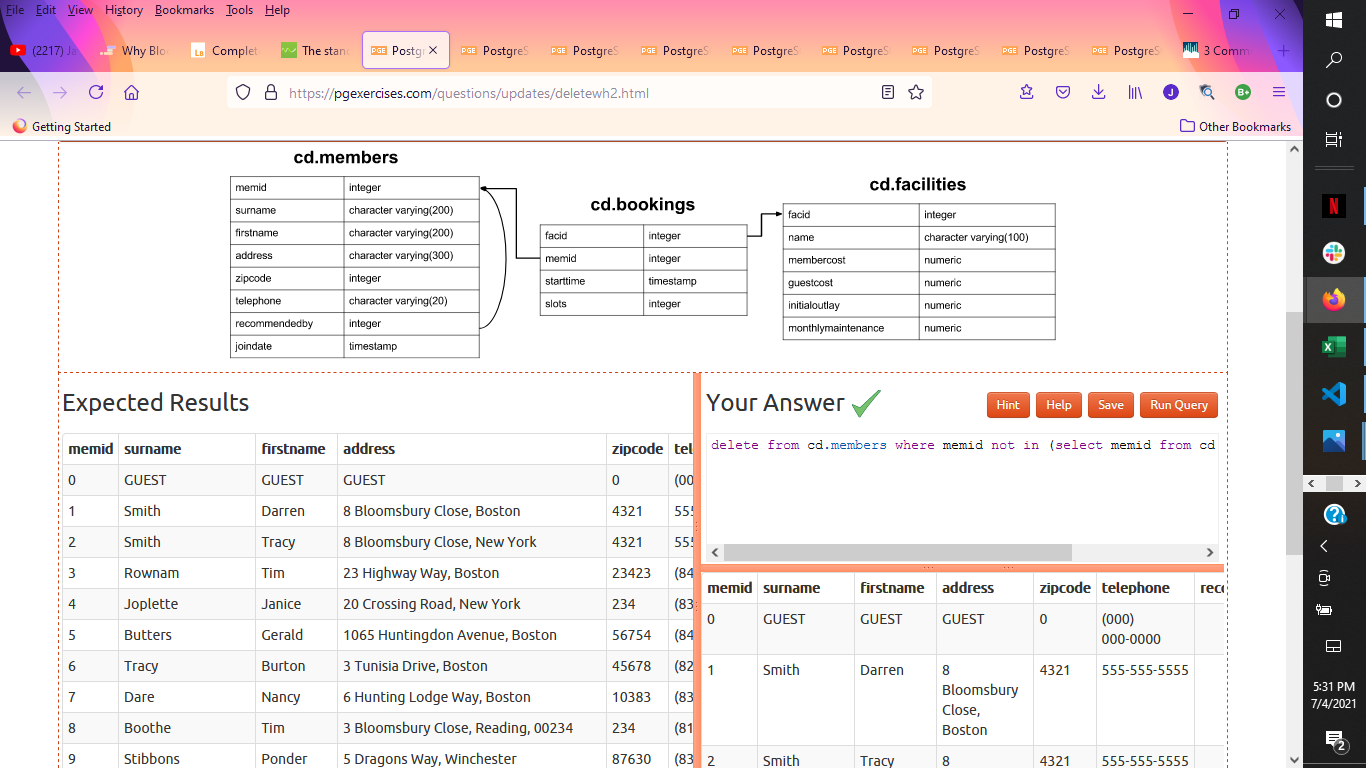 File Edit View History Bookmarks Tools Help
(2217) Ja Why Blo Complet The stan Postgr PostgreS PostgreS PostgreS PostgreS PostgreS PostgreS PostgreS PostgreS 3 Comm
https://pgexercises.com/questions/updates/deletewh2.html
Getting Started Other Bookmarks
cd.members
memid integer
surname character varying(200)
firstname character varying(200)
address character varying(300)
zipcode integer
telephone character varying(20)
recommendedby integer
joindate timestamp
cd.bookings
facid integer
memid integer
starttime timestamp
slots integer
cd.facilities
facid integer
name character varying(100)
membercost numeric
guestcost numeric
initialoutlay numeric
monthlymaintenance numeric
Expected Results
memid surname firstname address zipcode tel
0 GUEST GUEST GUEST 0 (00
1 Smith Darren 8 Bloomsbury Close, Boston 4321 555
2 Smith Tracy 8 Bloomsbury Close, New York 4321 555
3 Rownam Tim 23 Highway Way, Boston 23423 (84
4 Joplette Janice 20 Crossing Road, New York 234 (83
5 Butters Gerald 1065 Huntingdon Avenue, Boston 56754 (84
6 Tracy Burton 3 Tunisia Drive, Boston 45678 (82
7 Dare Nancy 6 Hunting Lodge Way, Boston 10383 (83
8 Boothe Tim 3 Bloomsbury Close, Reading, 00234 234 (81
9 Stibbons Ponder 5 Dragons Way, Winchester 87630 (83
Your Answer Hint Help Save Run Query
delete from cd.members where memid not in (select memid from cd
memid surname firstname address zipcode telephone reco
0 GUEST GUEST GUEST 0 (000)
000-0000
1 Smith Darren 8 4321 555-555-5555
Bloomsbury
Close,
Boston
2 Smith Tracy 8 4321 555-555-5555
5:31 PM
7/4/2021
2